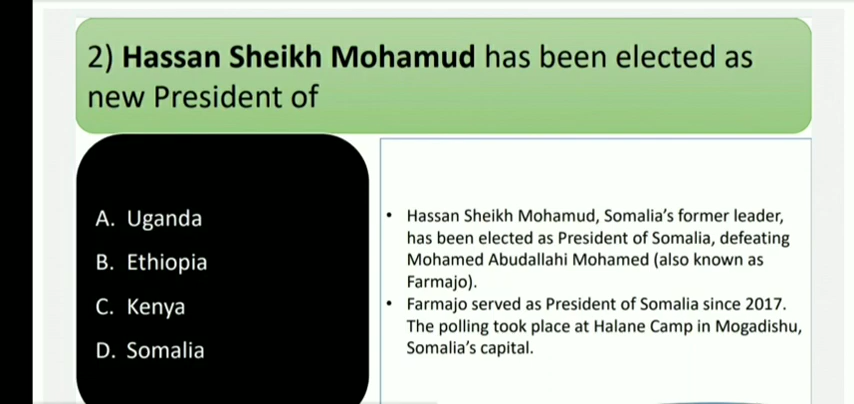 2) Hassan Sheikh Mohamud has been elected as
new President of
A. Uganda
B. Ethiopia
C. Kenya
D. Somalia
• Hassan Sheikh Mohamud, Somalia's former leader,
has been elected as President of Somalia, defeating
Mohamed Abudallahi Mohamed (also known as
Farmajo).
• Farmajo served as President of Somalia since 2017.
The polling took place at Halane Camp in Mogadishu,
Somalia's capital.